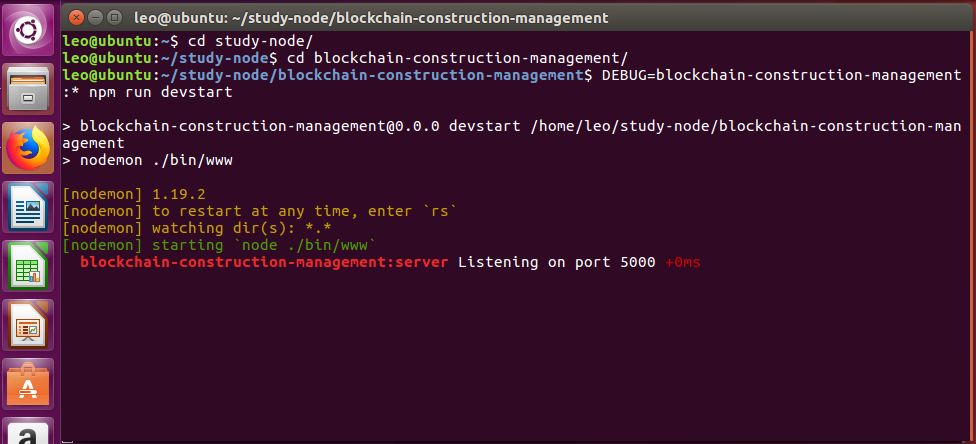 leo@ubuntu: ~/study-node/blockchain-construction-management
leo@ubuntu:~$ cd study-node/
leo@ubuntu:~/study-node$ cd blockchain-construction-management/
leo@ubuntu:~/study-node/blockchain-construction-management$ DEBUG=blockchain-construction-management
:* npm run devstart
> blockchain-construction-management@0.0.0 devstart /home/leo/study-node/blockchain-construction-man
agement
> nodemon ./bin/www
[nodemon] 1.19.2
[nodemon] to restart at any time, enter `rs`
[nodemon] watching dir(s): *.*
[nodemon] starting `node ./bin/www`
blockchain-construction-management:server Listening on port 5000 +0ms
A
a